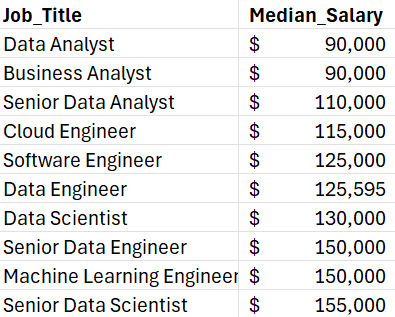 Job_Title Median_Salary
Data Analyst $ 90,000
Business Analyst $ 90,000
Senior Data Analyst $ 110,000
Cloud Engineer $ 115,000
Software Engineer $ 125,000
Data Engineer $ 125,595
Data Scientist $ 130,000
Senior Data Engineer $ 150,000
Machine Learning Engineer $ 150,000
Senior Data Scientist $ 155,000